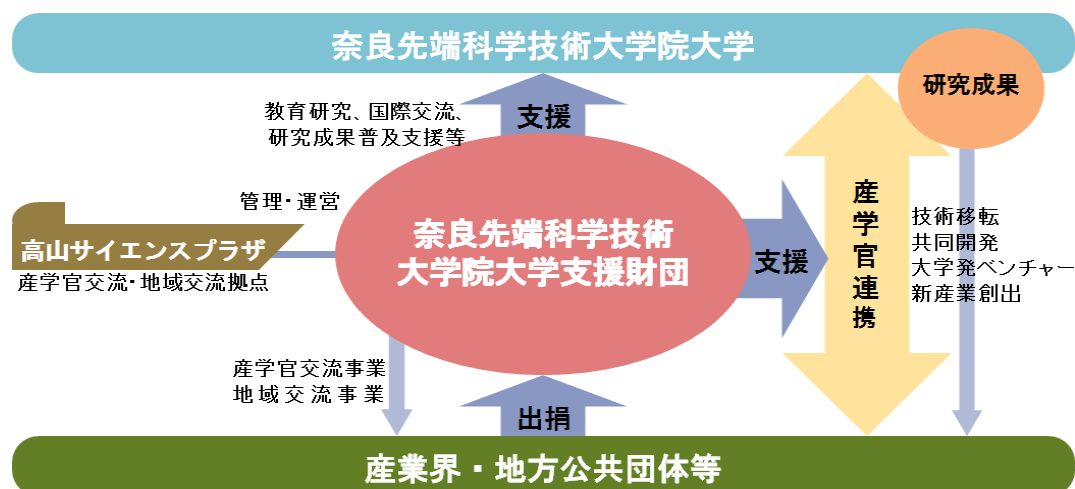 奈良先端科学技術大学院大学
研究成果
教育研究、国際交流、
研究成果普及支援等
支援
管理・運営
高山サイエンスプラザ
産学官交流・地域交流拠点
奈良先端科学技術
大学院大学支援財団
支援
産学官連携
技術移転
共同開発
大学発ベンチャー
新産業創出
産学官交流事業
地域交流事業
出捐
産業界・地方公共団体等